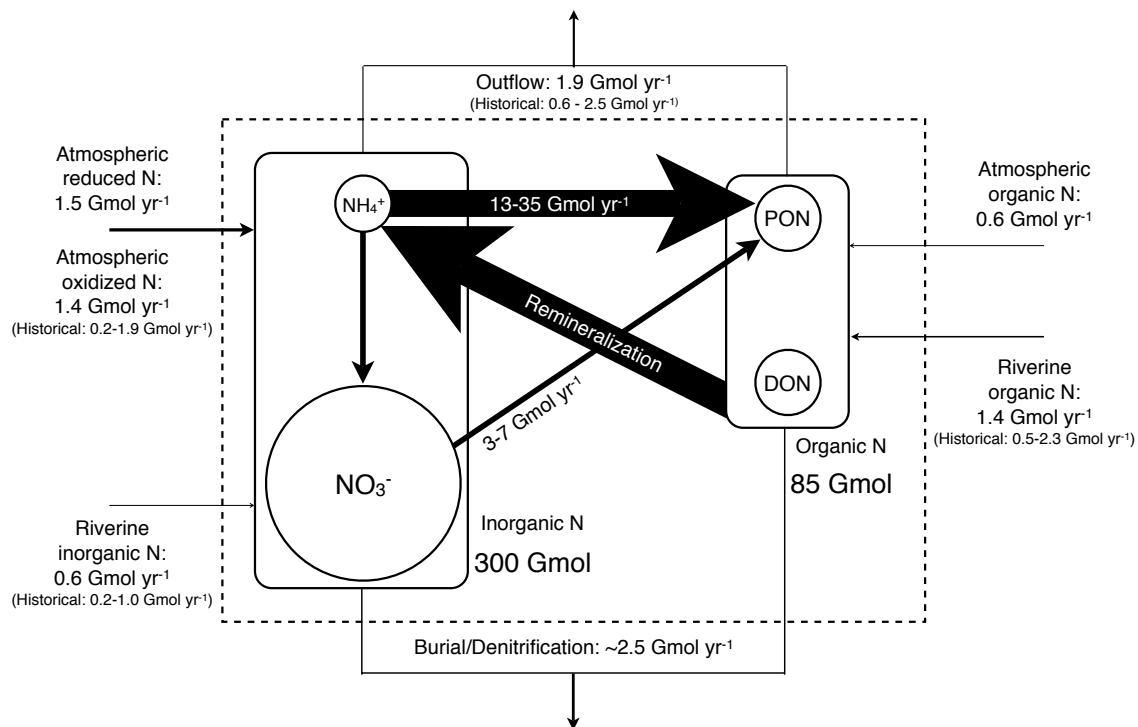 Outflow: 1.9 Gmol yr⁻¹
(Historical: 0.6 - 2.5 Gmol yr⁻¹)
Atmospheric
reduced N:
1.5 Gmol yr⁻¹
Atmospheric
oxidized N:
1.4 Gmol yr⁻¹
(Historical: 0.2-1.9 Gmol yr⁻¹)
NH₄⁺
13-35 Gmol yr⁻¹
PON
Atmospheric
organic N:
0.6 Gmol yr⁻¹
Remineralization
3-7 Gmol yr⁻¹
DON
Riverine
organic N:
1.4 Gmol yr⁻¹
(Historical: 0.5-2.3 Gmol yr⁻¹)
Organic N
85 Gmol
NO₃⁻
Inorganic N
300 Gmol
Riverine
inorganic N:
0.6 Gmol yr⁻¹
(Historical: 0.2-1.0 Gmol yr⁻¹)
Burial/Denitrification: ~2.5 Gmol yr⁻¹